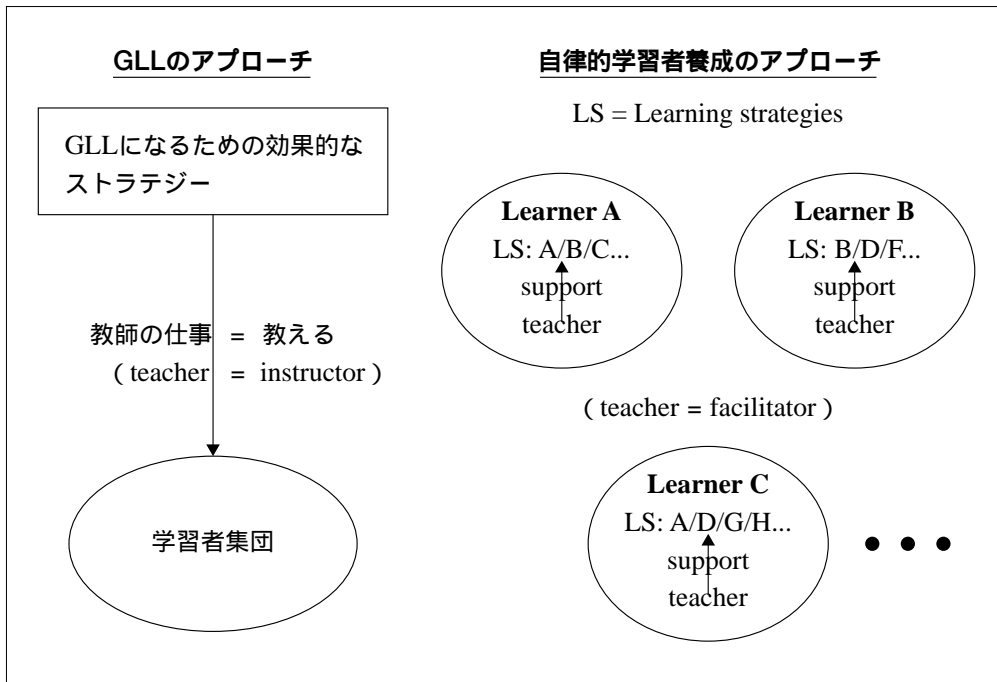 GLLのアプローチ
GLLになるための効果的な
ストラテジー
教師の仕事 = 教える
（teacher = instructor）
学習者集団
自律的学習者養成のアプローチ
LS = Learning strategies
Learner A
LS: A/B/C...
support
teacher
Learner B
LS: B/D/F...
support
teacher
（teacher = facilitator）
Learner C
LS: A/D/G/H...
support
teacher
● ● ●